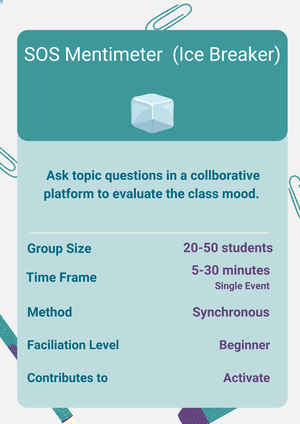 SOS Mentimeter (Ice Breaker)
Ask topic questions in a collborative
platform to evaluate the class mood.
Group Size 20-50 students
Time Frame 5-30 minutes
Single Event
Method Synchronous
Faciliation Level Beginner
Contributes to Activate